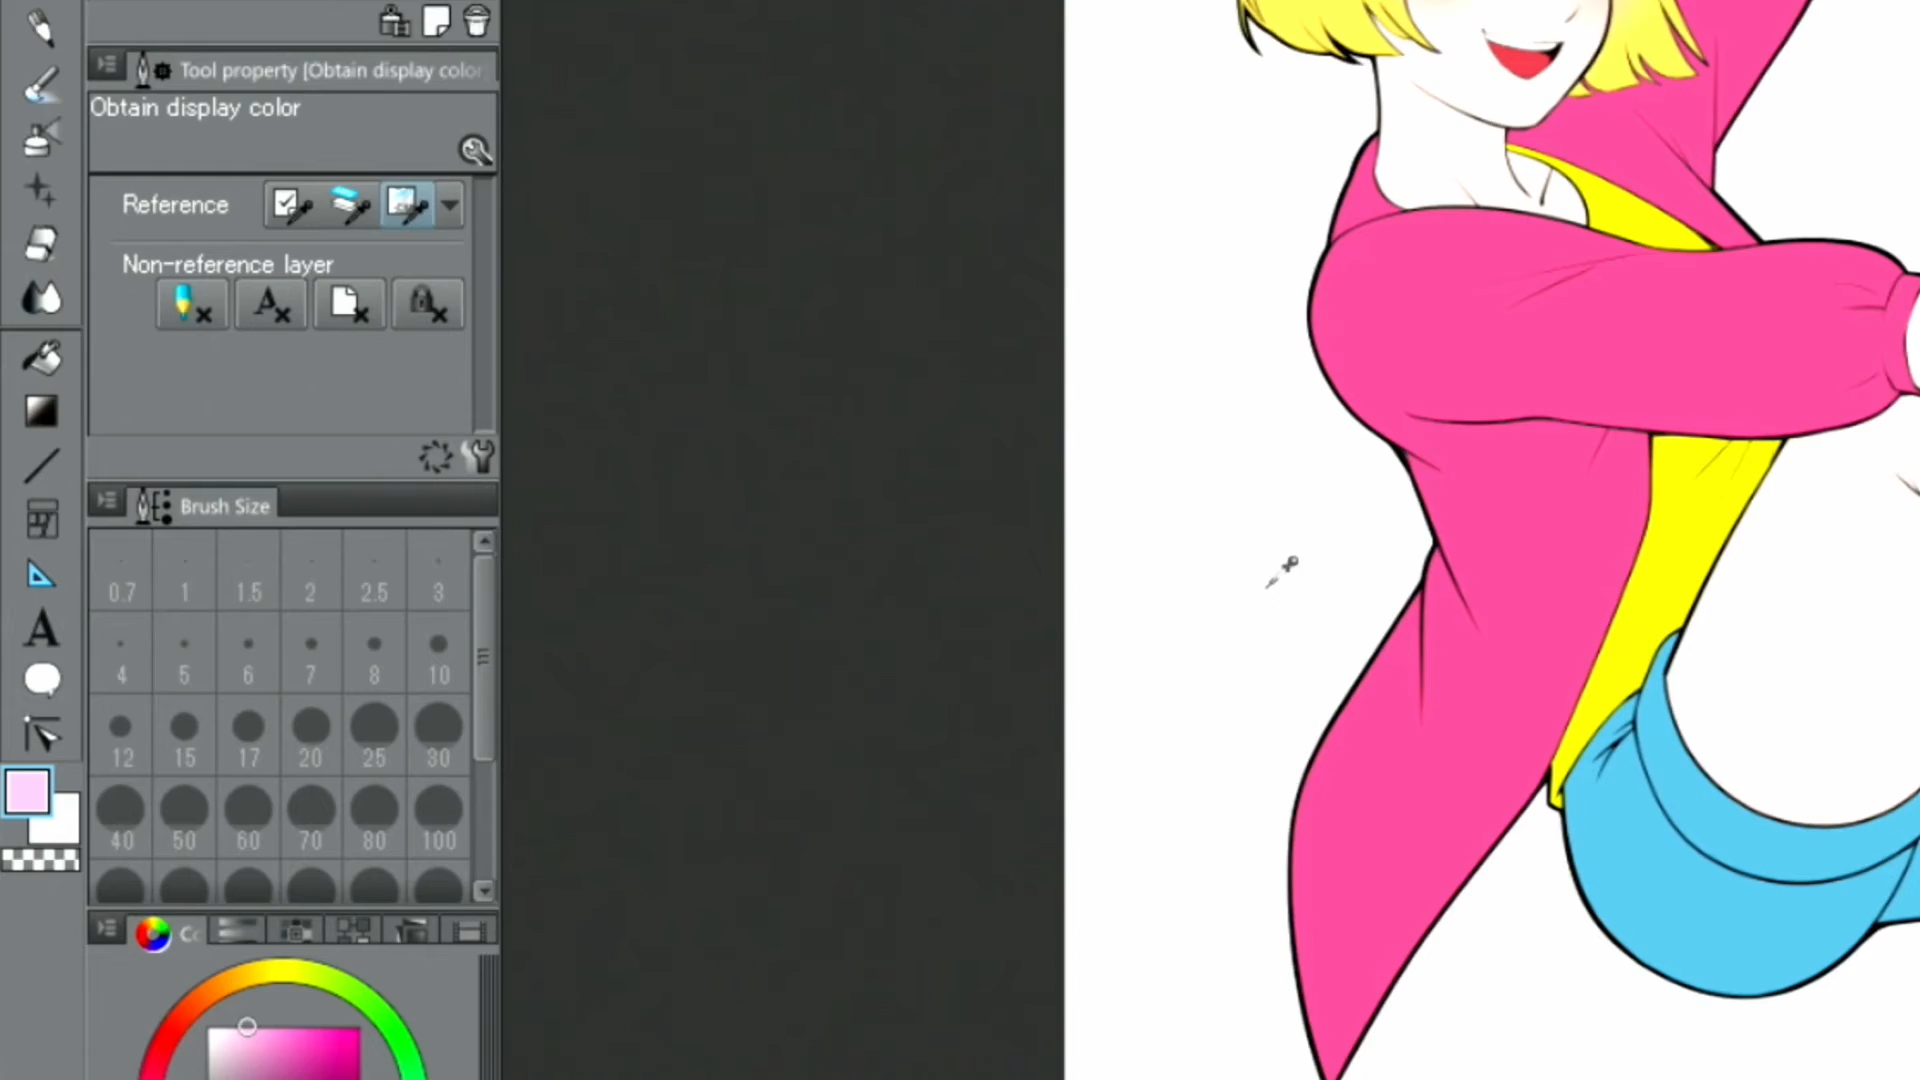 Tool property [Obtain display color
Obtain display color
Reference
Non-reference layer
Brush Size
0.7 1 1.5 2 2.5 3
4 5 6 7 8 10
12 15 17 20 25 30
40 50 60 70 80 100